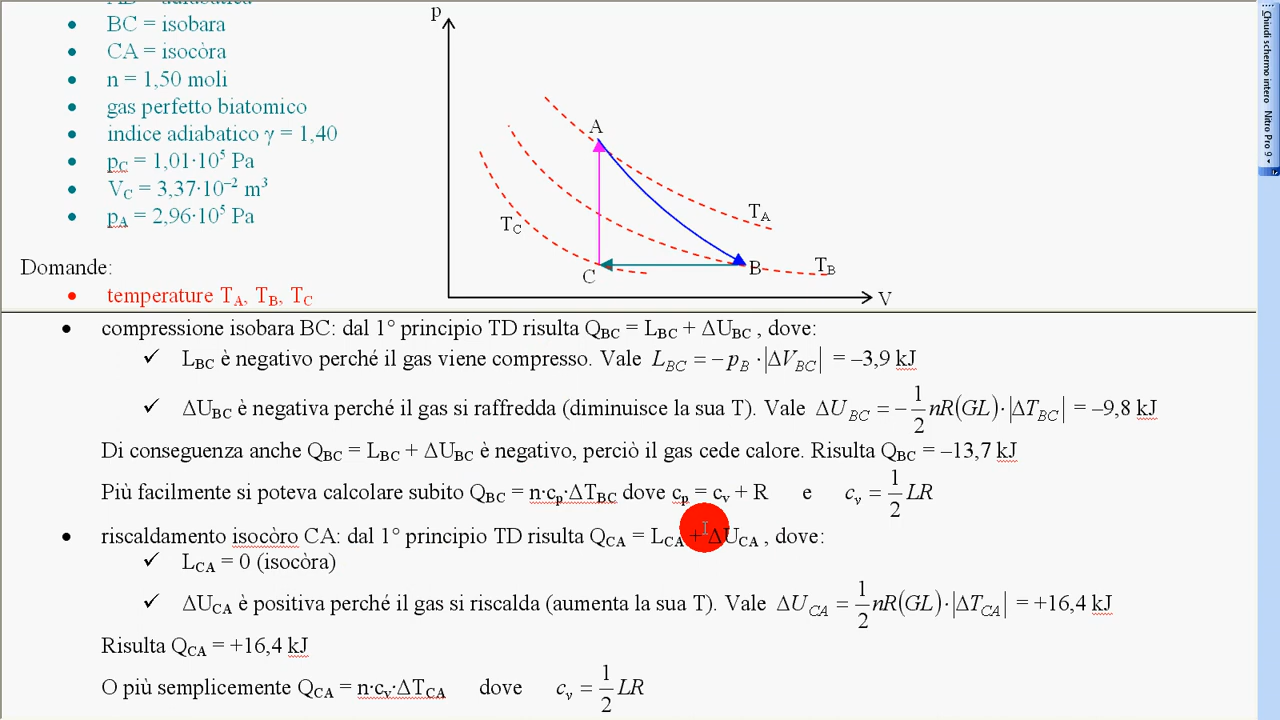 AB = adiabatica
• BC = isobara
• CA = isocòra
• n = 1,50 moli
• gas perfetto biatomico
• indice adiabatico γ = 1,40
• pC = 1,01·10⁵ Pa
• VC = 3,37·10⁻² m³
• pA = 2,96·10⁵ Pa
Domande:
• temperature TA, TB, TC
p
A
TA
TC
C
B
TB
V
• compressione isobara BC: dal 1° principio TD risulta QBC = LBC + ΔUBC , dove:
✓ LBC è negativo perché il gas viene compresso. Vale LBC = − pB · |ΔVBC| = –3,9 kJ
✓ ΔUBC è negativa perché il gas si raffredda (diminuisce la sua T). Vale ΔUBC = − 1/2 nR(GL)·|ΔTBC| = –9,8 kJ
Di conseguenza anche QBC = LBC + ΔUBC è negativo, perciò il gas cede calore. Risulta QBC = –13,7 kJ
Più facilmente si poteva calcolare subito QBC = n·cp·ΔTBC dove cp = cv + R e cv = 1/2 LR
• riscaldamento isocòro CA: dal 1° principio TD risulta QCA = LCA + ΔUCA , dove:
✓ LCA = 0 (isocòra)
✓ ΔUCA è positiva perché il gas si riscalda (aumenta la sua T). Vale ΔUCA = 1/2 nR(GL)·|ΔTCA| = +16,4 kJ
Risulta QCA = +16,4 kJ
O più semplicemente QCA = n·cv·ΔTCA dove cv = 1/2 LR
Chiudi schermo intero Nitro Pro 9